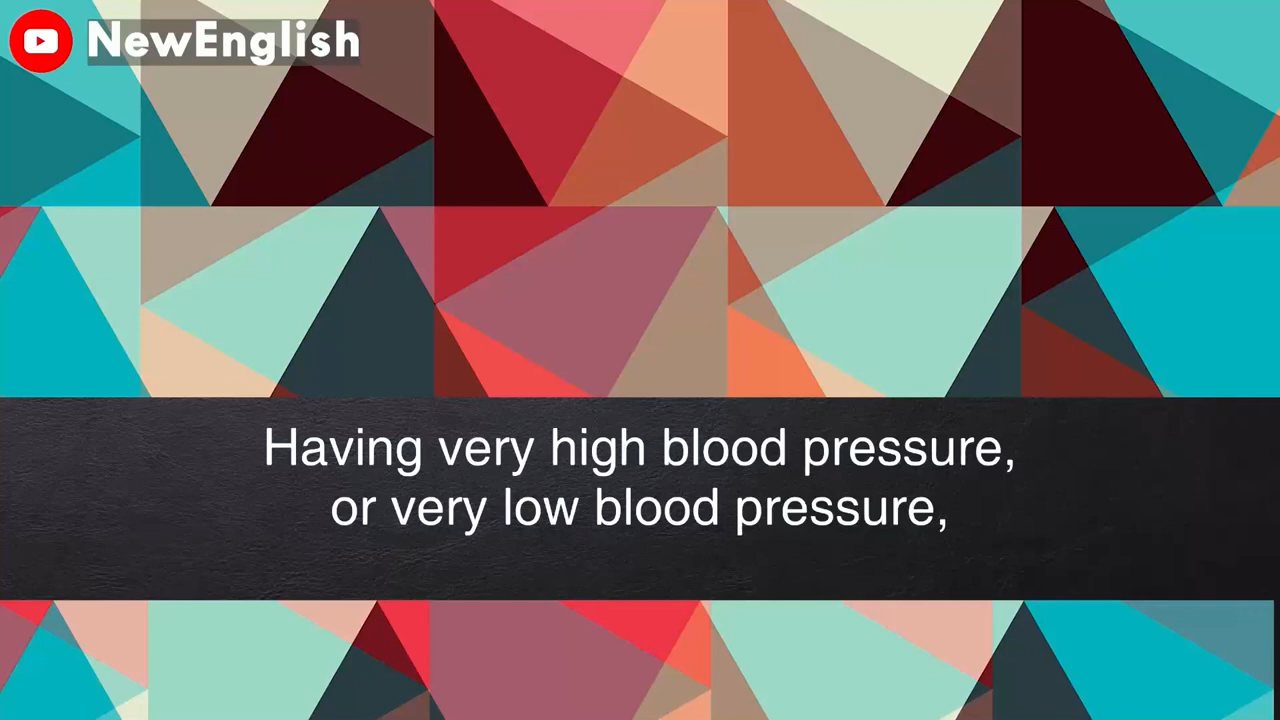 NewEnglish
Having very high blood pressure,
or very low blood pressure,